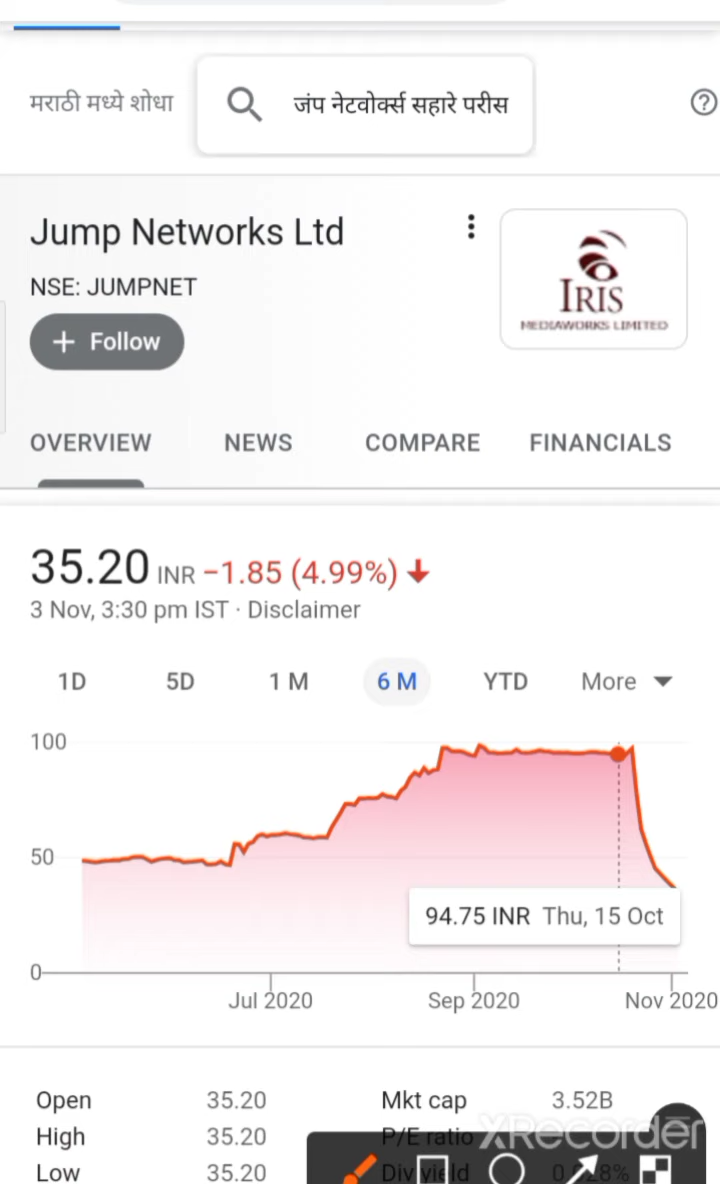 मराठी मध्ये शोधा
जंप नेटवोर्क्स सहारे परीस
Jump Networks Ltd
NSE: JUMPNET
+ Follow
IRIS
MEDIAWORKS LIMITED
OVERVIEW NEWS COMPARE FINANCIALS
35.20 INR −1.85 (4.99%)
3 Nov, 3:30 pm IST · Disclaimer
1D 5D 1 M 6 M YTD More
100
50
94.75 INR Thu, 15 Oct
0
Jul 2020 Sep 2020 Nov 2020
Open 35.20 Mkt cap 3.52B
High 35.20 P/E ratio
XRecorder
Low 35.20 Div yield